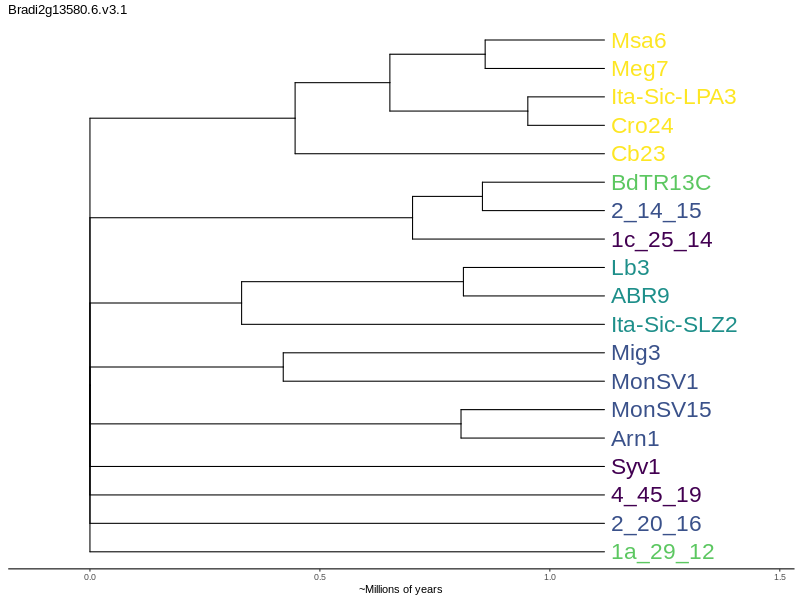 Bradi2g13580.6.v3.1
Msa6
Meg7
Ita-Sic-LPA3
Cro24
Cb23
BdTR13C
2_14_15
1c_25_14
Lb3
ABR9
Ita-Sic-SLZ2
Mig3
MonSV1
MonSV15
Arn1
Syv1
4_45_19
2_20_16
1a_29_12
0.0 0.5 1.0 1.5
~Millions of years